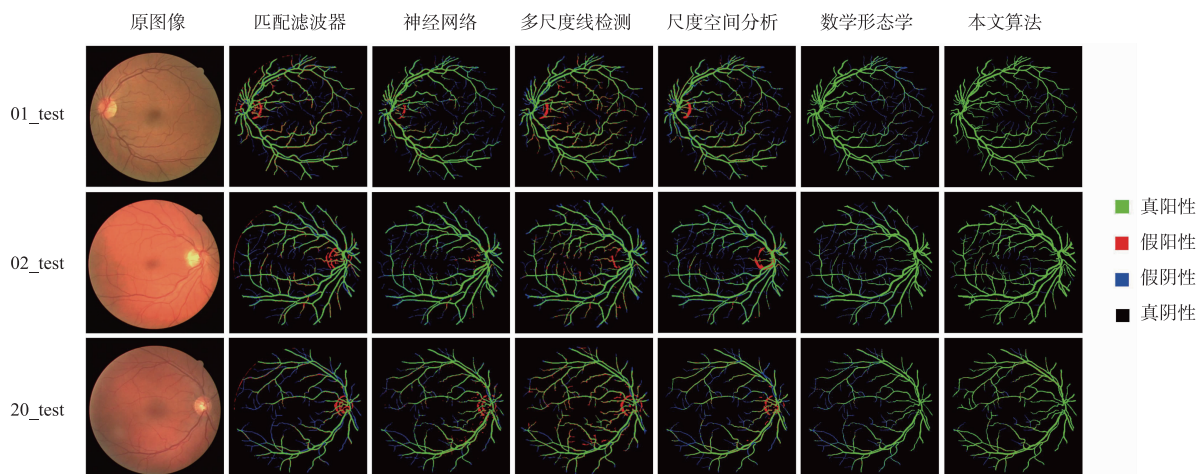 原图像 匹配滤波器 神经网络 多尺度线检测 尺度空间分析 数学形态学 本文算法
01_test
02_test
20_test
真阳性
假阳性
假阴性
真阴性